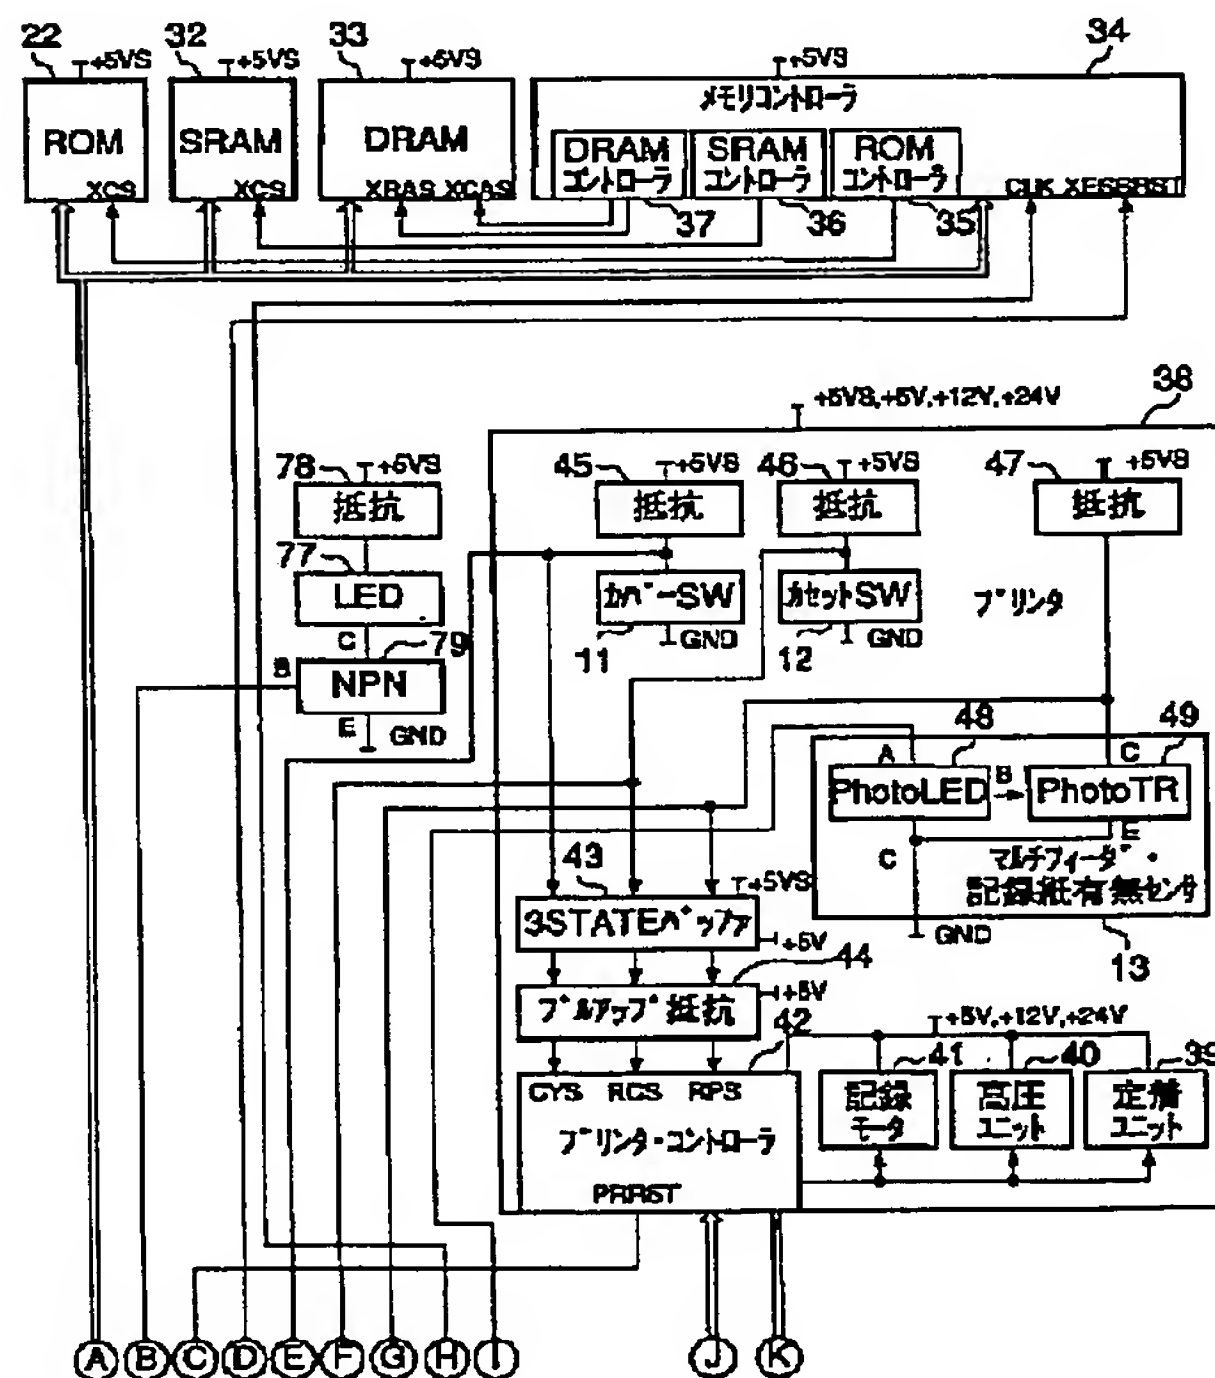 22
+5VS
32
+5VS
33
+5VS
34
+5VS
ROM
XCS
SRAM
XCS
DRAM
XRAS XCAS
メモリコントローラ
DRAM
コントローラ
SRAM
コントローラ
ROM
コントローラ
CLK
37
36
35
+5VS,+5V,+12V,+24V
38
78
+5VS
45
+5VS
46
+5VS
47
+5VS
抵抗
抵抗
抵抗
抵抗
77
LED
カバーSW
カセットSW
プリンタ
C
79
11
GND
12
GND
B
NPN
E
GND
48
49
A
C
PhotoLED
B
PhotoTR
E
C
マルチフィーダ・
記録紙有無センサ
GND
13
43
+5VS
3STATEバッファ
+5V
44
プルアップ抵抗
+5V
42
+5V,+12V,+24V
CYS RCS RPS
プリンタ・コントローラ
PRRST
41
記録
モータ
40
高圧
ユニット
39
定着
ユニット
A B C D E F G H I J K